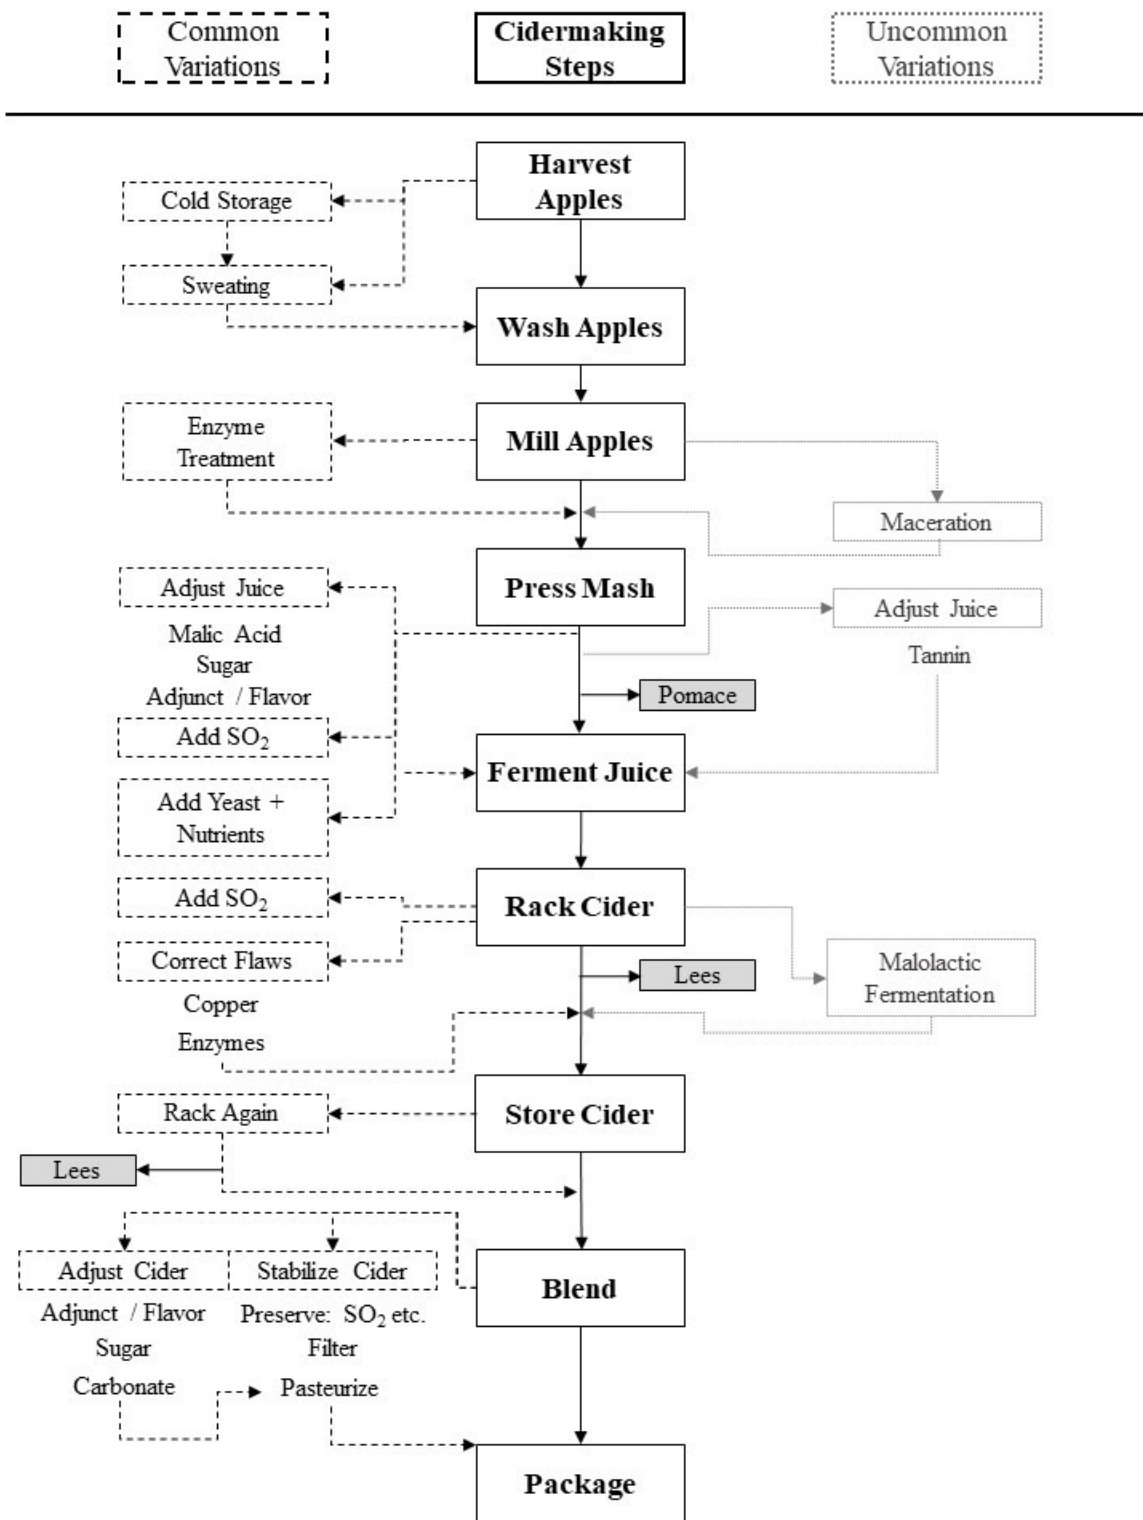 Common
Variations
Cidermaking
Steps
Uncommon
Variations
Harvest
Apples
Cold Storage
Sweating
Wash Apples
Enzyme
Treatment
Mill Apples
Maceration
Press Mash
Adjust Juice
Malic Acid
Sugar
Adjunct / Flavor
Adjust Juice
Tannin
Pomace
Add SO₂
Ferment Juice
Add Yeast +
Nutrients
Add SO₂
Rack Cider
Correct Flaws
Copper
Enzymes
Lees
Malolactic
Fermentation
Rack Again
Store Cider
Lees
Adjust Cider
Adjunct / Flavor
Sugar
Carbonate
Stabilize Cider
Preserve: SO₂ etc.
Filter
Pasteurize
Blend
Package